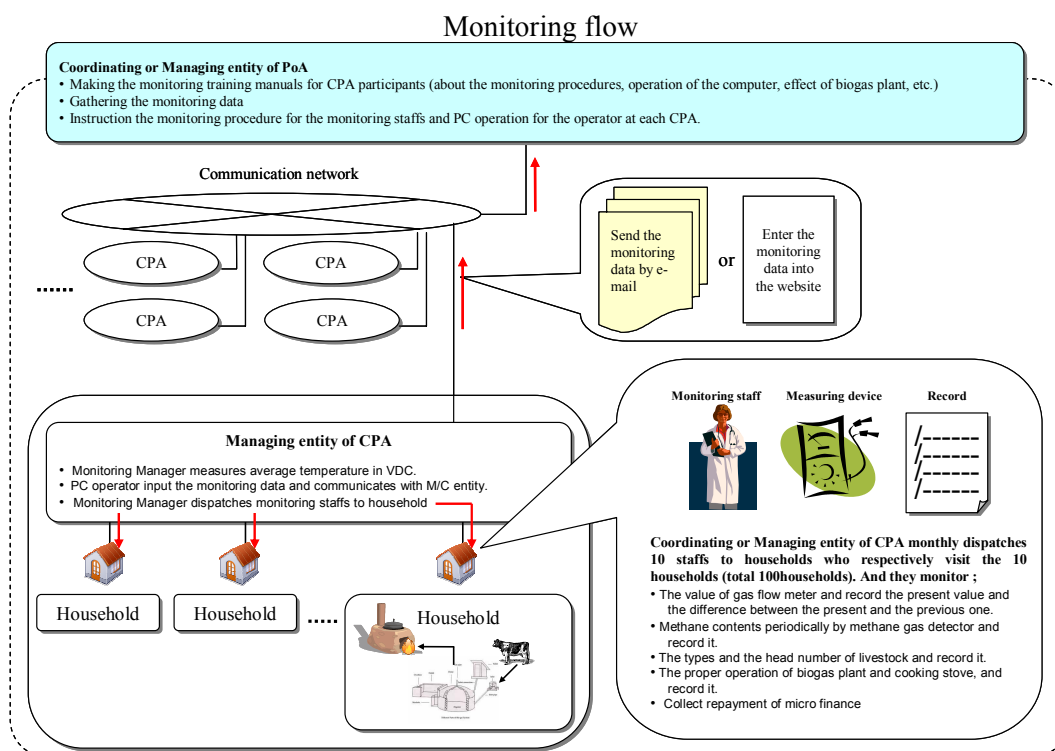 Monitoring flow
Coordinating or Managing entity of PoA
• Making the monitoring training manuals for CPA participants (about the monitoring procedures, operation of the computer, effect of biogas plant, etc.)
• Gathering the monitoring data
• Instruction the monitoring procedure for the monitoring staffs and PC operation for the operator at each CPA.
Communication network
CPA
CPA
......
CPA
CPA
Send the
monitoring
data by e-
mail
or
Enter the
monitoring
data into
the website
Managing entity of CPA
• Monitoring Manager measures average temperature in VDC.
• PC operator input the monitoring data and communicates with M/C entity.
• Monitoring Manager dispatches monitoring staffs to household
Household
Household
.....
Household
Monitoring staff
Measuring device
Record
Coordinating or Managing entity of CPA monthly dispatches
10 staffs to households who respectively visit the 10
households (total 100households). And they monitor ;
• The value of gas flow meter and record the present value and
the difference between the present and the previous one.
• Methane contents periodically by methane gas detector and
record it.
• The types and the head number of livestock and record it.
• The proper operation of biogas plant and cooking stove, and
record it.
• Collect repayment of micro finance